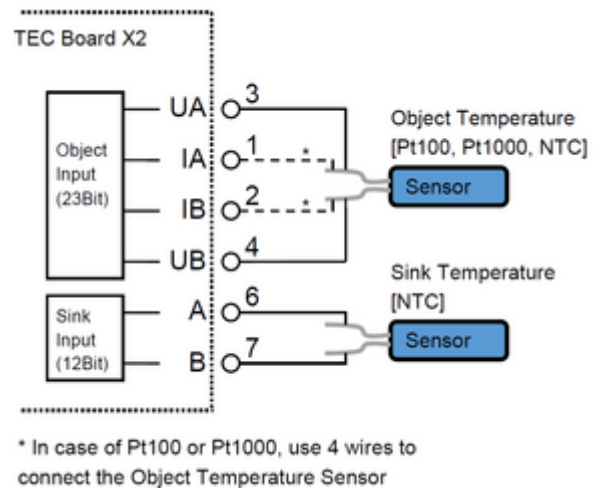 TEC Board X2
Object
Input
(23Bit)
UA 3
IA 1 *
IB 2 *
UB 4
Object Temperature
[Pt100, Pt1000, NTC]
Sensor
Sink
Input
(12Bit)
A 6
B 7
Sink Temperature
[NTC]
Sensor
* In case of Pt100 or Pt1000, use 4 wires to
connect the Object Temperature Sensor